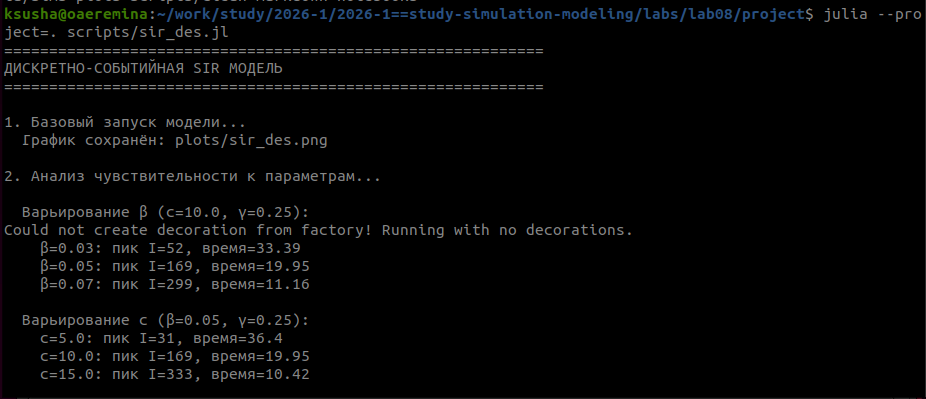 ksusha@oaeremina:~/work/study/2026-1/2026-1==study-simulation-modeling/labs/lab08/project$ julia --pro
ject=. scripts/sir_des.jl
============================================================
ДИСКРЕТНО-СОБЫТИЙНАЯ SIR МОДЕЛЬ
============================================================
1. Базовый запуск модели...
График сохранён: plots/sir_des.png
2. Анализ чувствительности к параметрам...
Варьирование β (c=10.0, γ=0.25):
Could not create decoration from factory! Running with no decorations.
β=0.03: пик I=52, время=33.39
β=0.05: пик I=169, время=19.95
β=0.07: пик I=299, время=11.16
Варьирование c (β=0.05, γ=0.25):
c=5.0: пик I=31, время=36.4
c=10.0: пик I=169, время=19.95
c=15.0: пик I=333, время=10.42